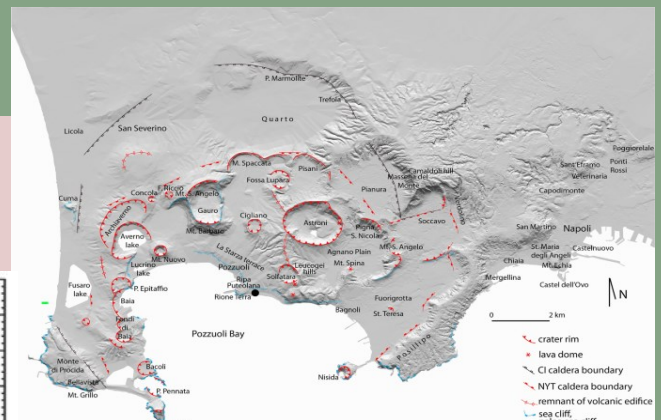 P. Marmolite
Trefola
Quarto
Licola
San Severino
Poggioreale
M. Spaccata
Pisani
Camaldoli hill
Sant'Eframo
Ponti
Rossi
Veterinaria
Concola
F. Riccio
Mt. S. Angelo
Fossa Lupara
Pianura
Masseria del
Monte
Capodimonte
Cuma
Archiaverno
Gauro
Cigliano
Astroni
Pigna
S. Nicola
Soccavo
Vomero
San Martino
Napoli
Averno
lake
Mt. Barbaro
La Starza terrace
Agnano Plain
Mt. S. Angelo
St. Maria
degli Angeli
Castelnuovo
Chiaia
Mt. Echia
Mt. Nuovo
Lucrino
lake
Pozzuoli
Leucogei
hills
Mt. Spina
Mergellina
Castel dell'Ovo
Fusaro
lake
P. Epitaffio
Ripa
Puteolana
Solfatara
Rione Terra
Fuorigrotta
N
Baia
Bagnoli
St. Teresa
Fondi
di
Baia
Pozzuoli Bay
Posillipo
0 2 km
Monte
di Procida
Bacoli
Nisida
Bellavista
Mt. Grillo
P. Pennata
crater rim
lava dome
CI caldera boundary
NYT caldera boundary
remnant of volcanic edifice
sea cliff,